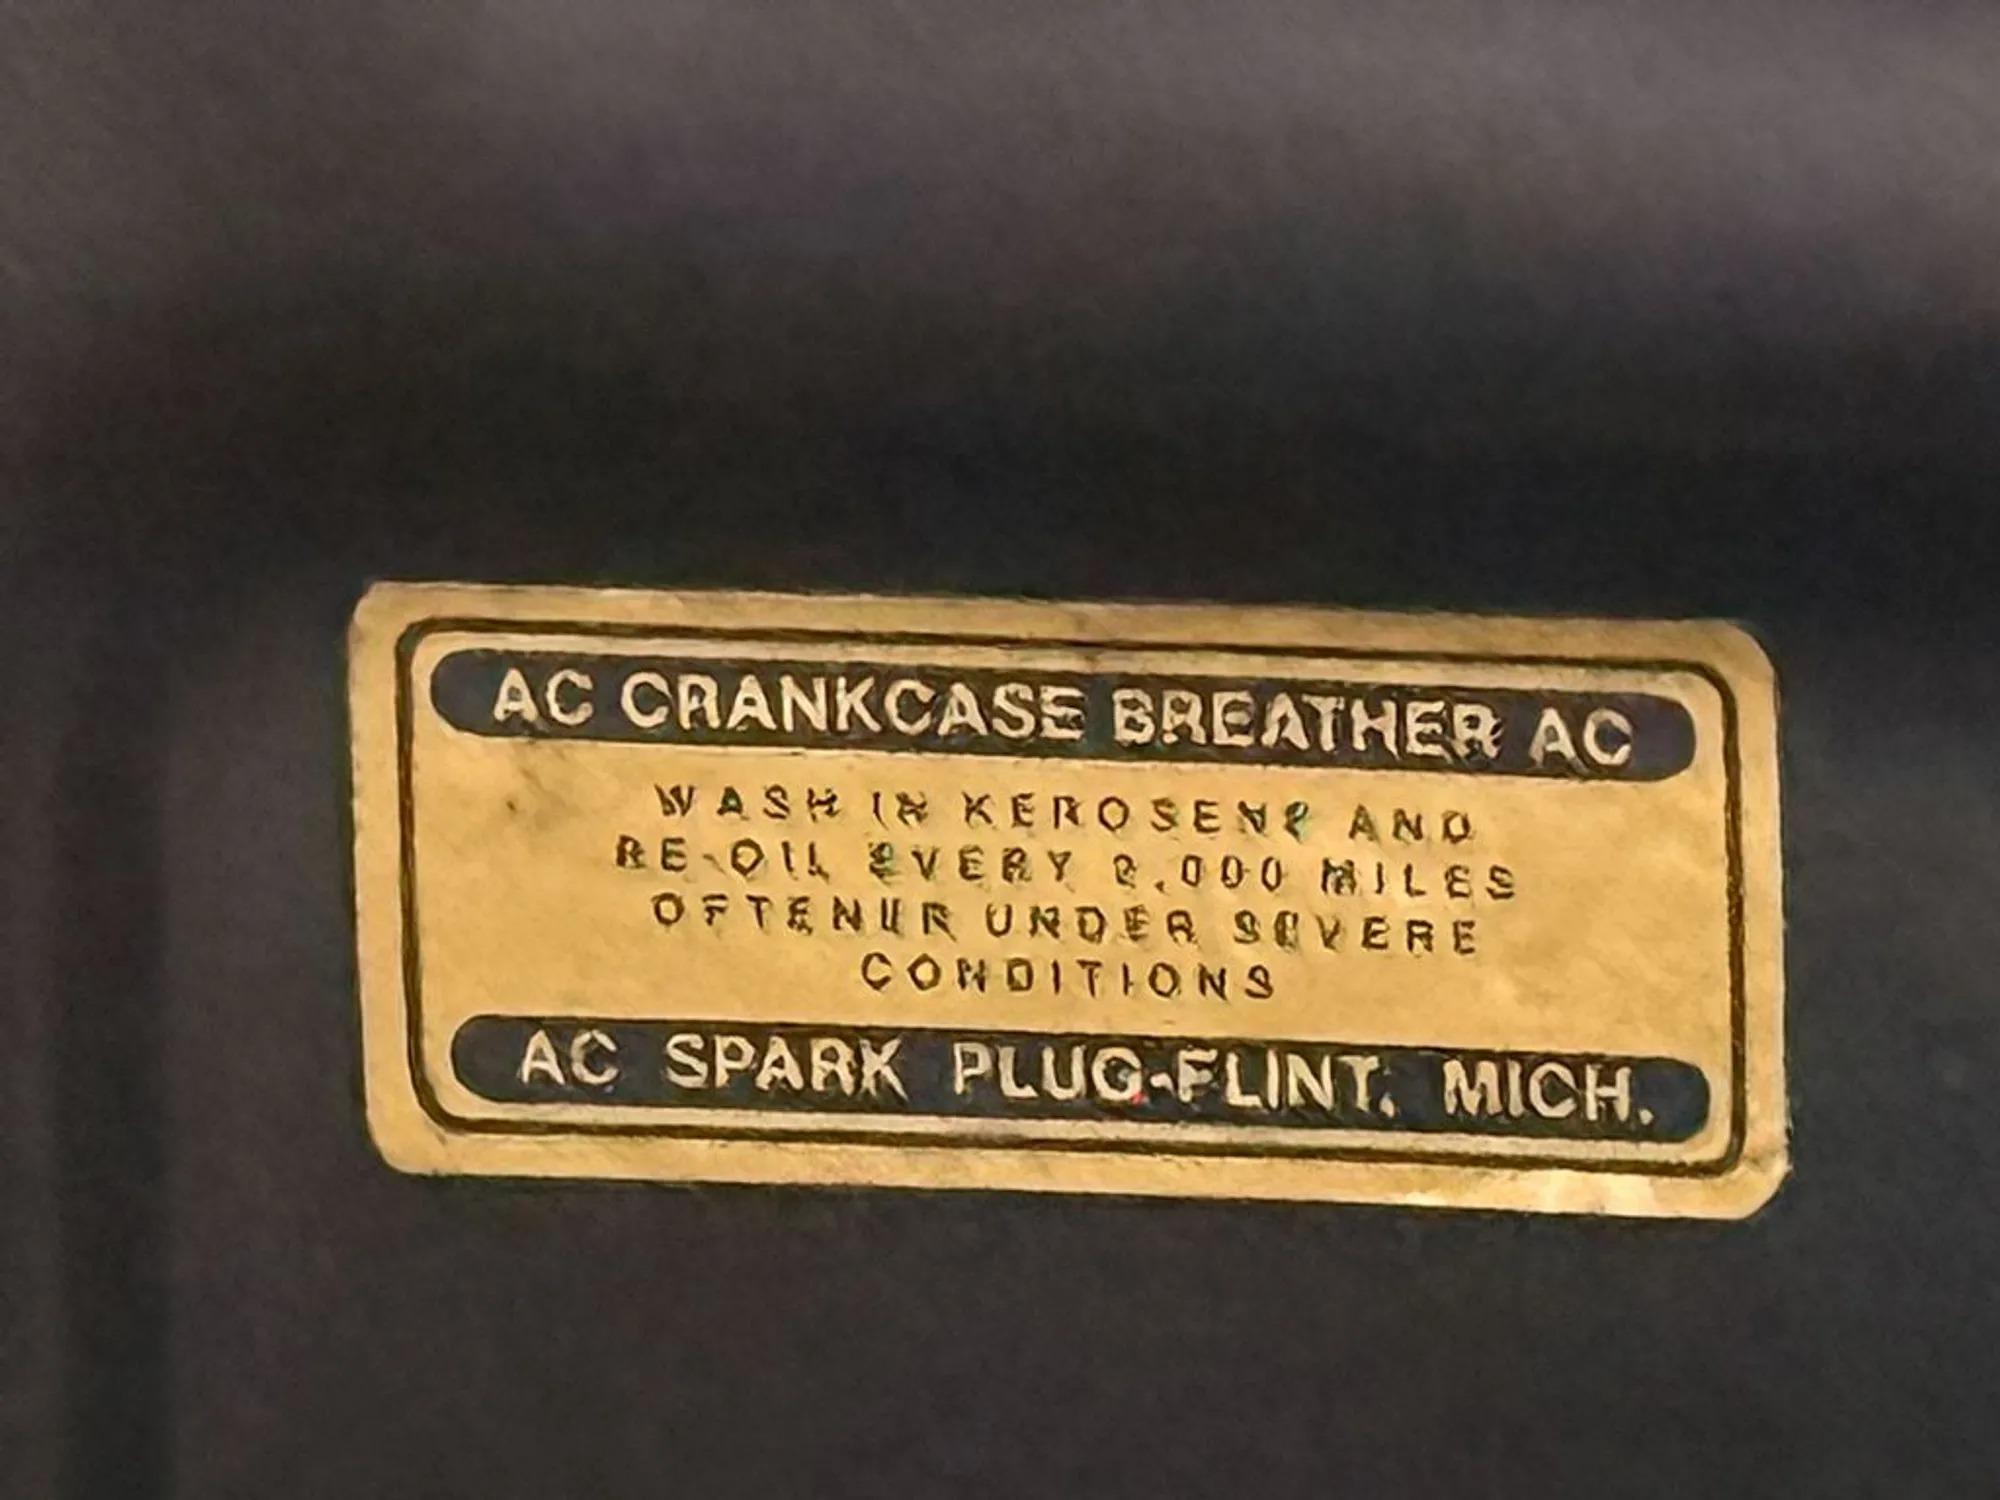 AC CRANKCASE BREATHER AC
WASH IN KEROSENE AND
RE-OIL EVERY 2,000 MILES
OFTENER UNDER SEVERE
CONDITIONS
AC SPARK PLUG-FLINT, MICH.